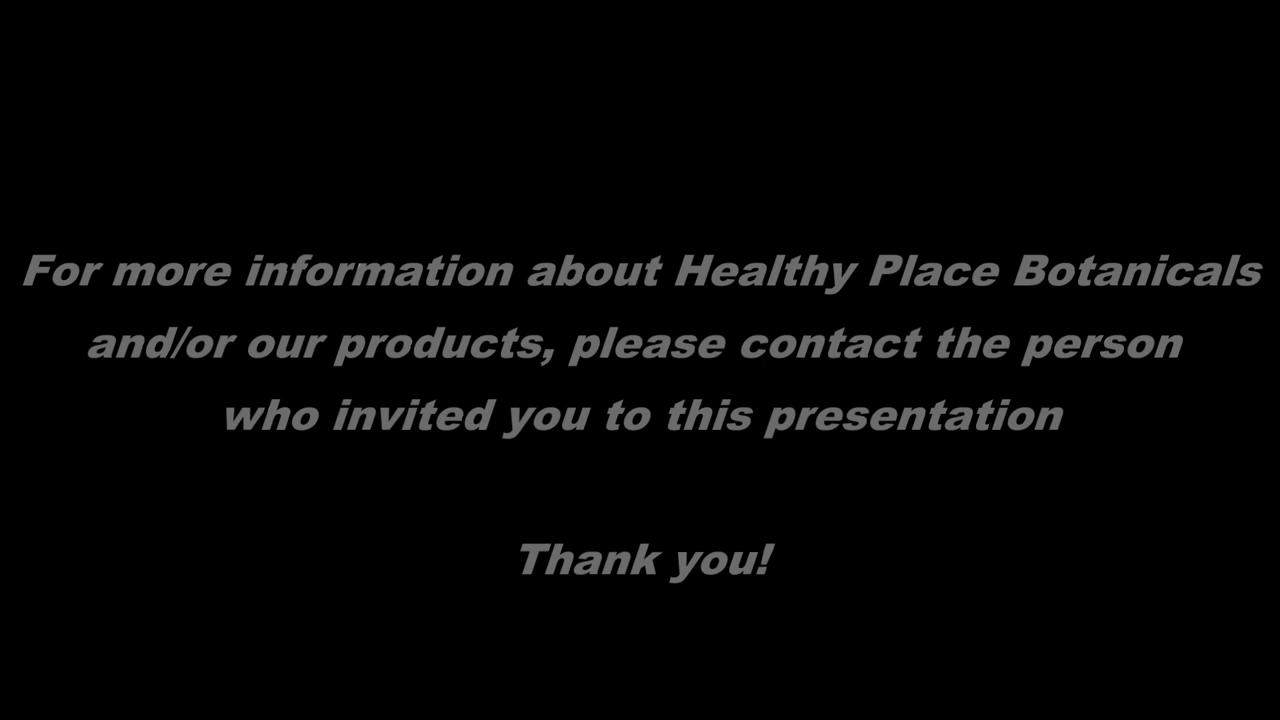 For more information about Healthy Place Botanicals
and/or our products, please contact the person
who invited you to this presentation
Thank you!